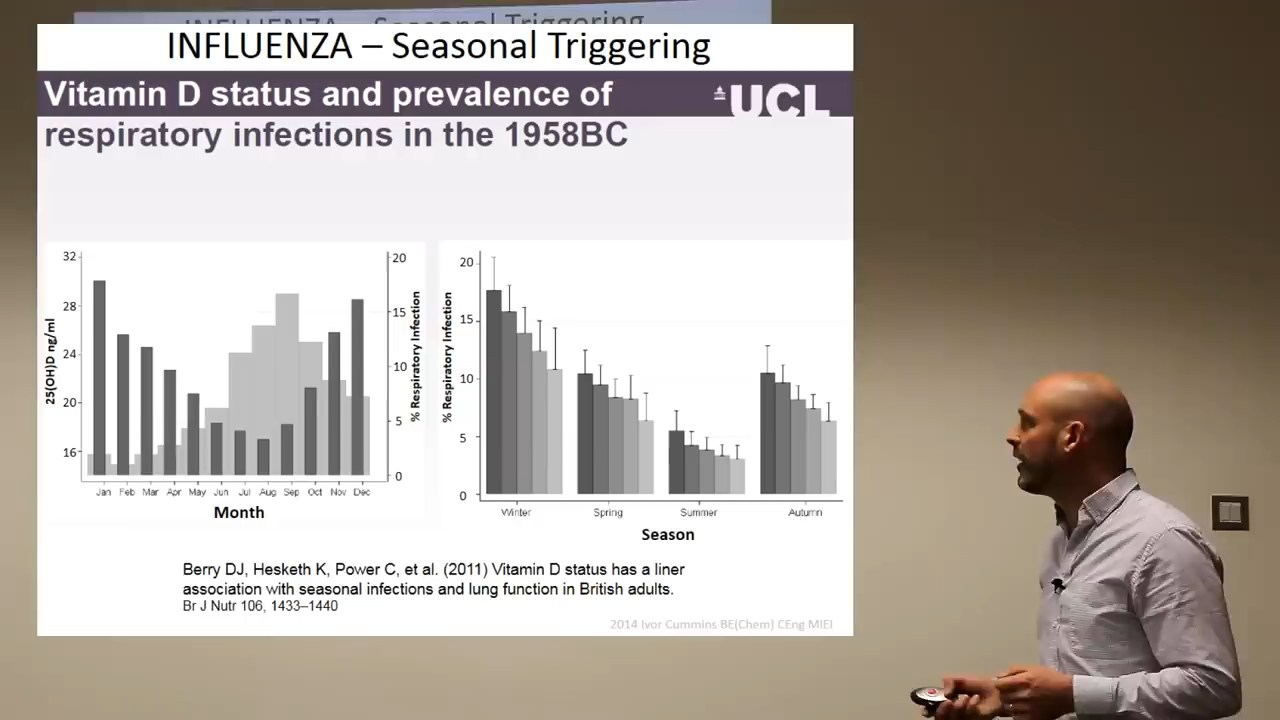 INFLUENZA – Seasonal Triggering
INFLUENZA – Seasonal Triggering
Vitamin D status and prevalence of
UCL
respiratory infections in the 1958BC
32
28
24
20
16
25(OH)D ng/ml
20
15
10
5
0
% Respiratory Infection
Jan Feb Mar Apr May Jun Jul Aug Sep Oct Nov Dec
Month
20
15
10
5
0
% Respiratory Infection
Winter Spring Summer Autumn
Season
Berry DJ, Hesketh K, Power C, et al. (2011) Vitamin D status has a liner
association with seasonal infections and lung function in British adults.
Br J Nutr 106, 1433–1440
2014 Ivor Cummins BE(Chem) CEng MIEI